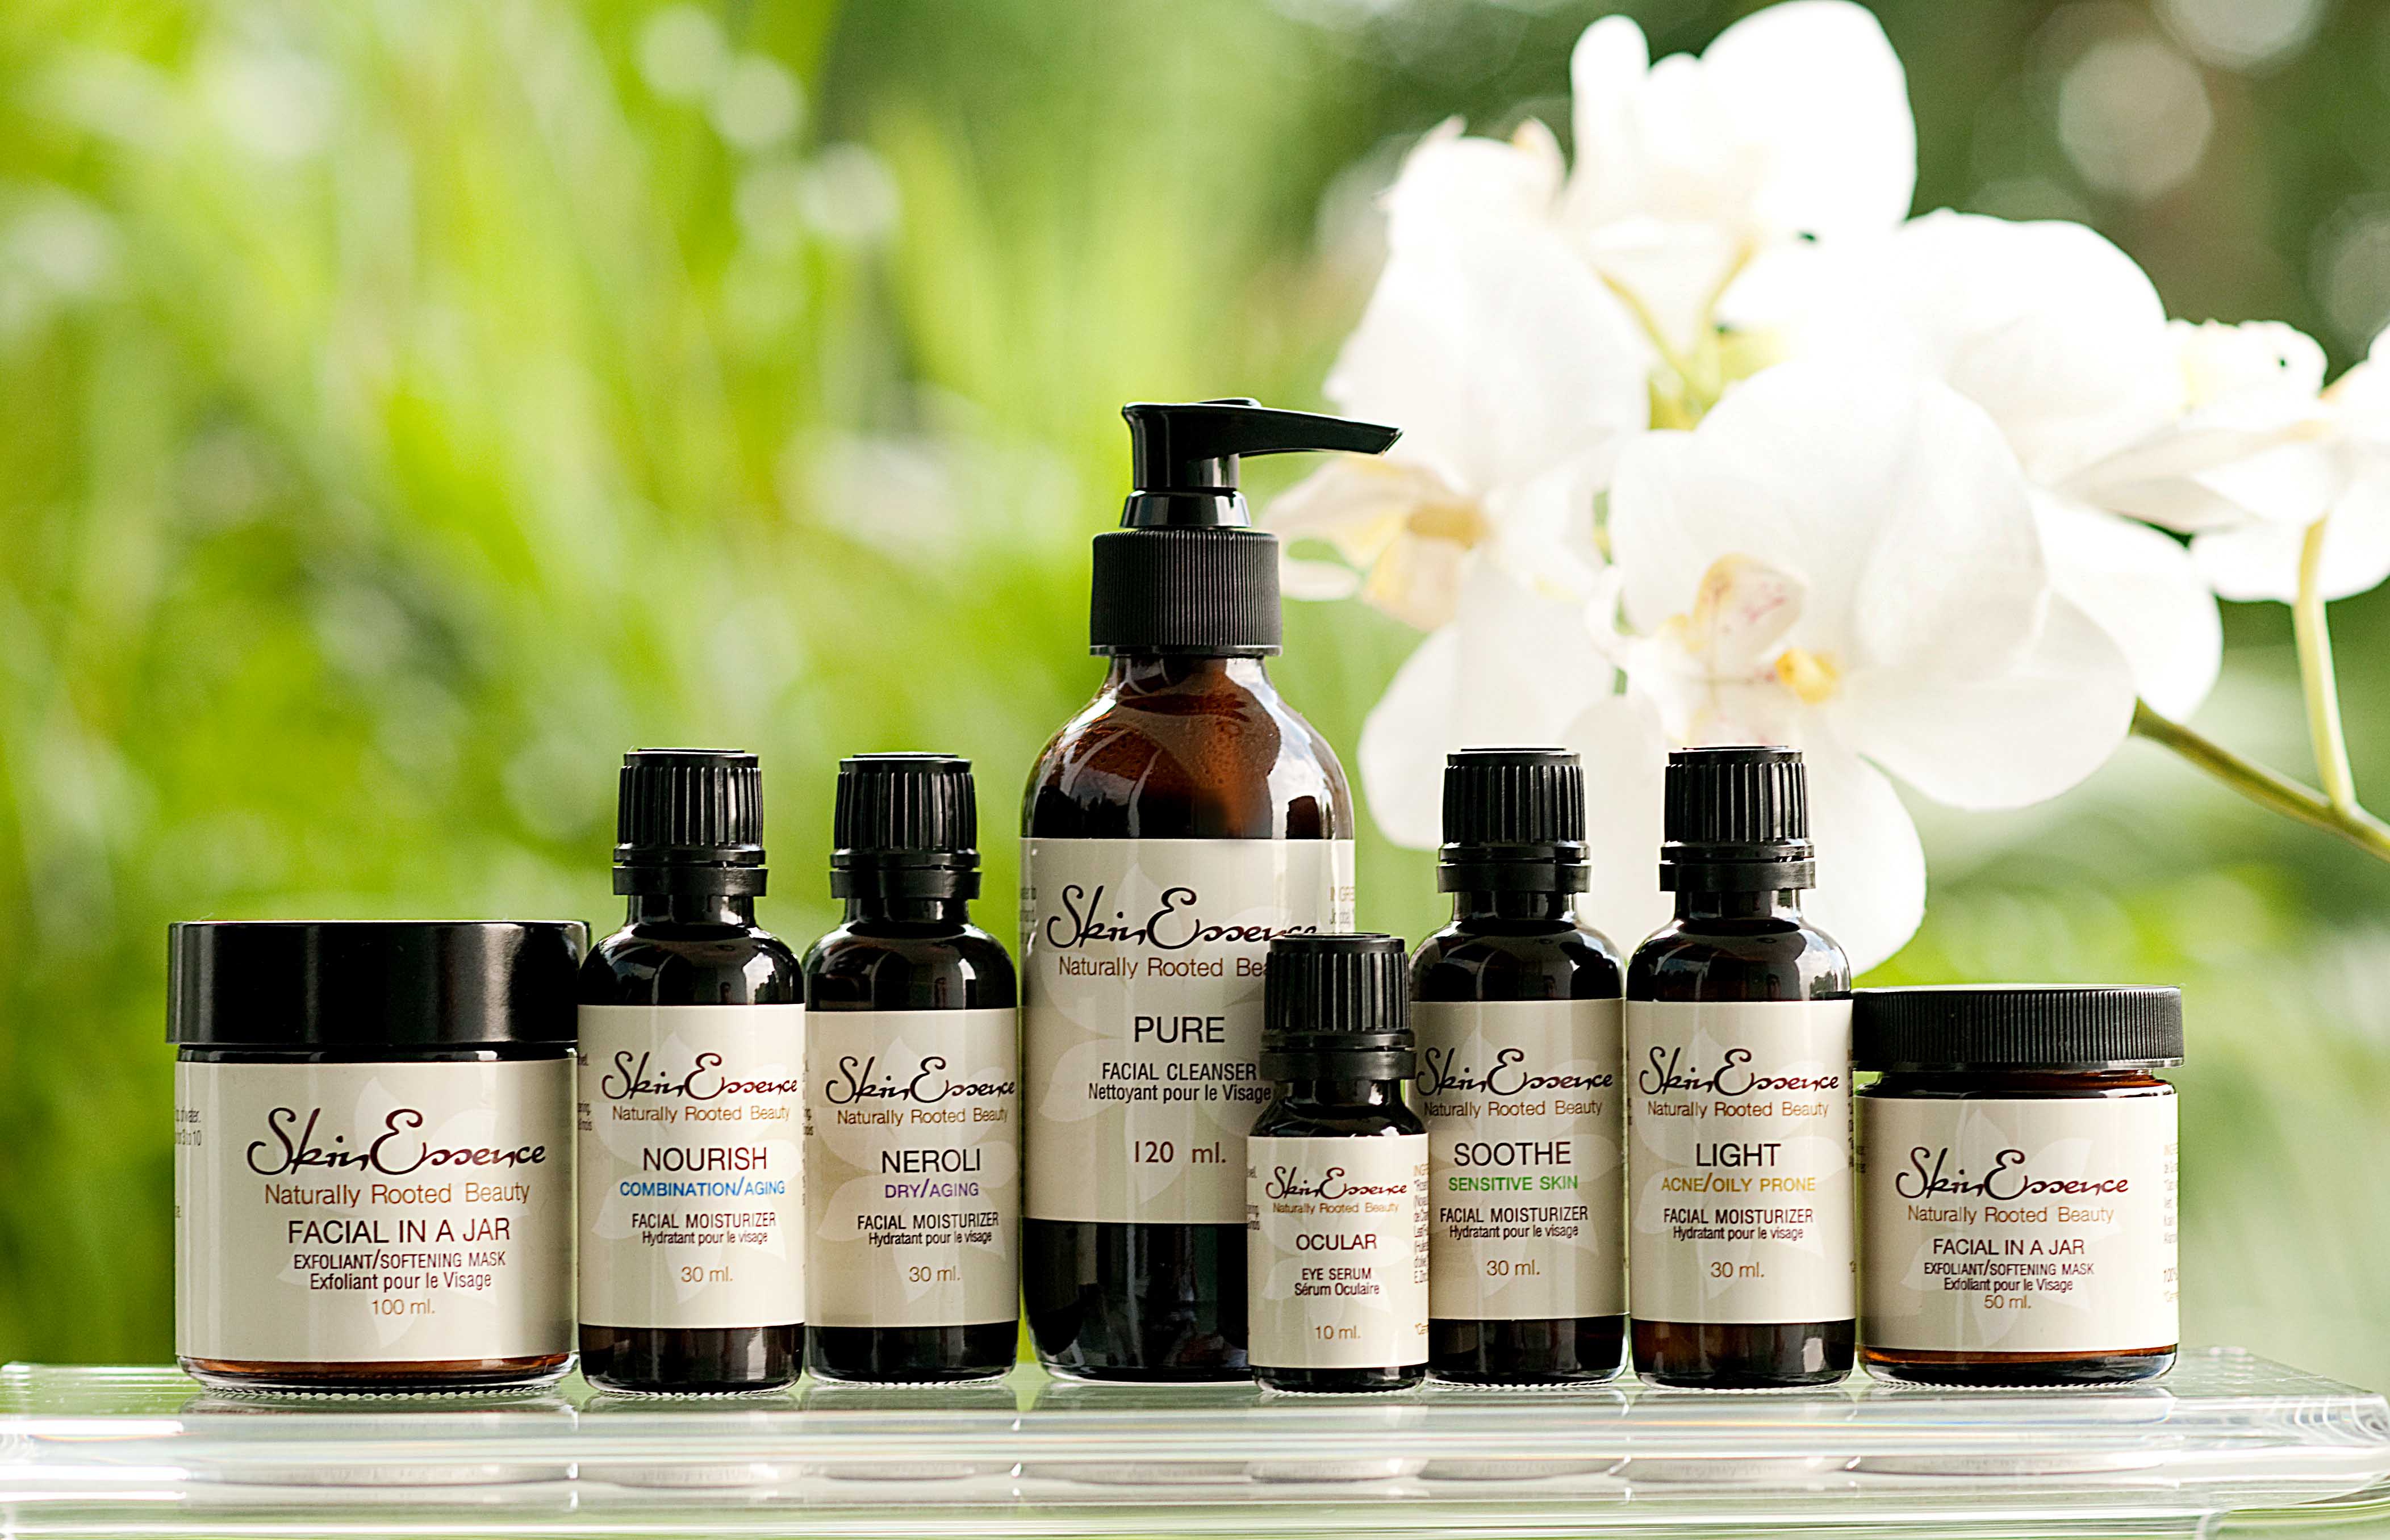 SkinEssence
Naturally Rooted Beauty
FACIAL IN A JAR
EXFOLIANT/SOFTENING MASK
Exfoliant pour le Visage
100 ml.
SkinEssence
Naturally Rooted Beauty
NOURISH
COMBINATION/AGING
FACIAL MOISTURIZER
Hydratant pour le visage
30 ml.
SkinEssence
Naturally Rooted Beauty
NEROLI
DRY/AGING
FACIAL MOISTURIZER
Hydratant pour le visage
30 ml.
SkinEssence
Naturally Rooted
PURE
FACIAL CLEANSER
Nettoyant pour le Visage
120 ml.
SkinEssence
Naturally Rooted Beauty
OCULAR
EYE SERUM
Sérum Oculaire
10 ml.
SkinEssence
Naturally Rooted Beauty
SOOTHE
SENSITIVE SKIN
FACIAL MOISTURIZER
Hydratant pour le visage
30 ml.
SkinEssence
Naturally Rooted Beauty
LIGHT
ACNE/OILY PRONE
FACIAL MOISTURIZER
Hydratant pour le visage
30 ml.
SkinEssence
Naturally Rooted Beauty
FACIAL IN A JAR
EXFOLIANT/SOFTENING MASK
Exfoliant pour le Visage
50 ml.